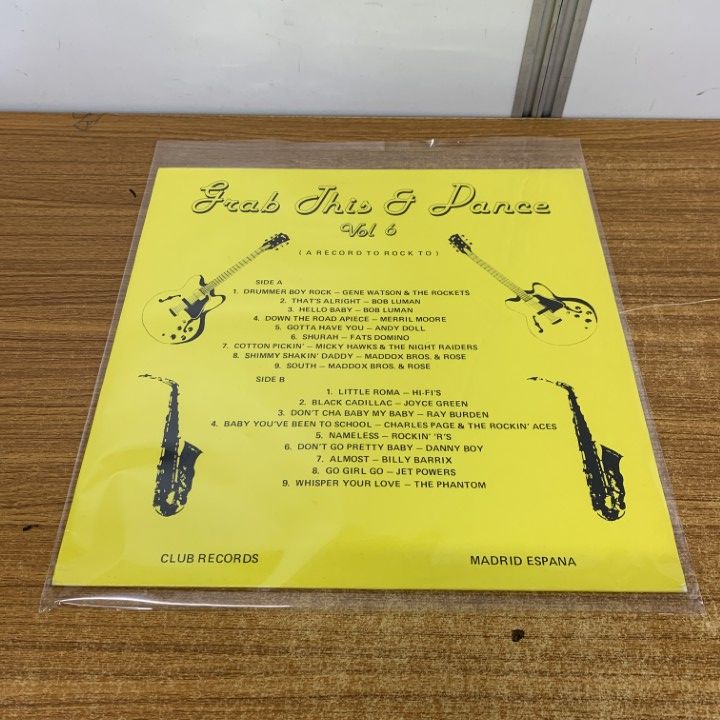 Grab This & Dance
Vol 6
( A RECORD TO ROCK TO )
SIDE A
1. DRUMMER BOY ROCK – GENE WATSON & THE ROCKETS
2. THAT'S ALRIGHT – BOB LUMAN
3. HELLO BABY – BOB LUMAN
4. DOWN THE ROAD APIECE – MERRIL MOORE
5. GOTTA HAVE YOU – ANDY DOLL
6. SHURAH – FATS DOMINO
7. COTTON PICKIN' – MICKY HAWKS & THE NIGHT RAIDERS
8. SHIMMY SHAKIN' DADDY – MADDOX BROS. & ROSE
9. SOUTH – MADDOX BROS. & ROSE
SIDE B
1. LITTLE ROMA – HI-FI'S
2. BLACK CADILLAC – JOYCE GREEN
3. DON'T CHA BABY MY BABY – RAY BURDEN
4. BABY YOU'VE BEEN TO SCHOOL – CHARLES PAGE & THE ROCKIN' ACES
5. NAMELESS – ROCKIN' 'R'S
6. DON'T GO PRETTY BABY – DANNY BOY
7. ALMOST – BILLY BARRIX
8. GO GIRL GO – JET POWERS
9. WHISPER YOUR LOVE – THE PHANTOM
CLUB RECORDS
MADRID ESPANA